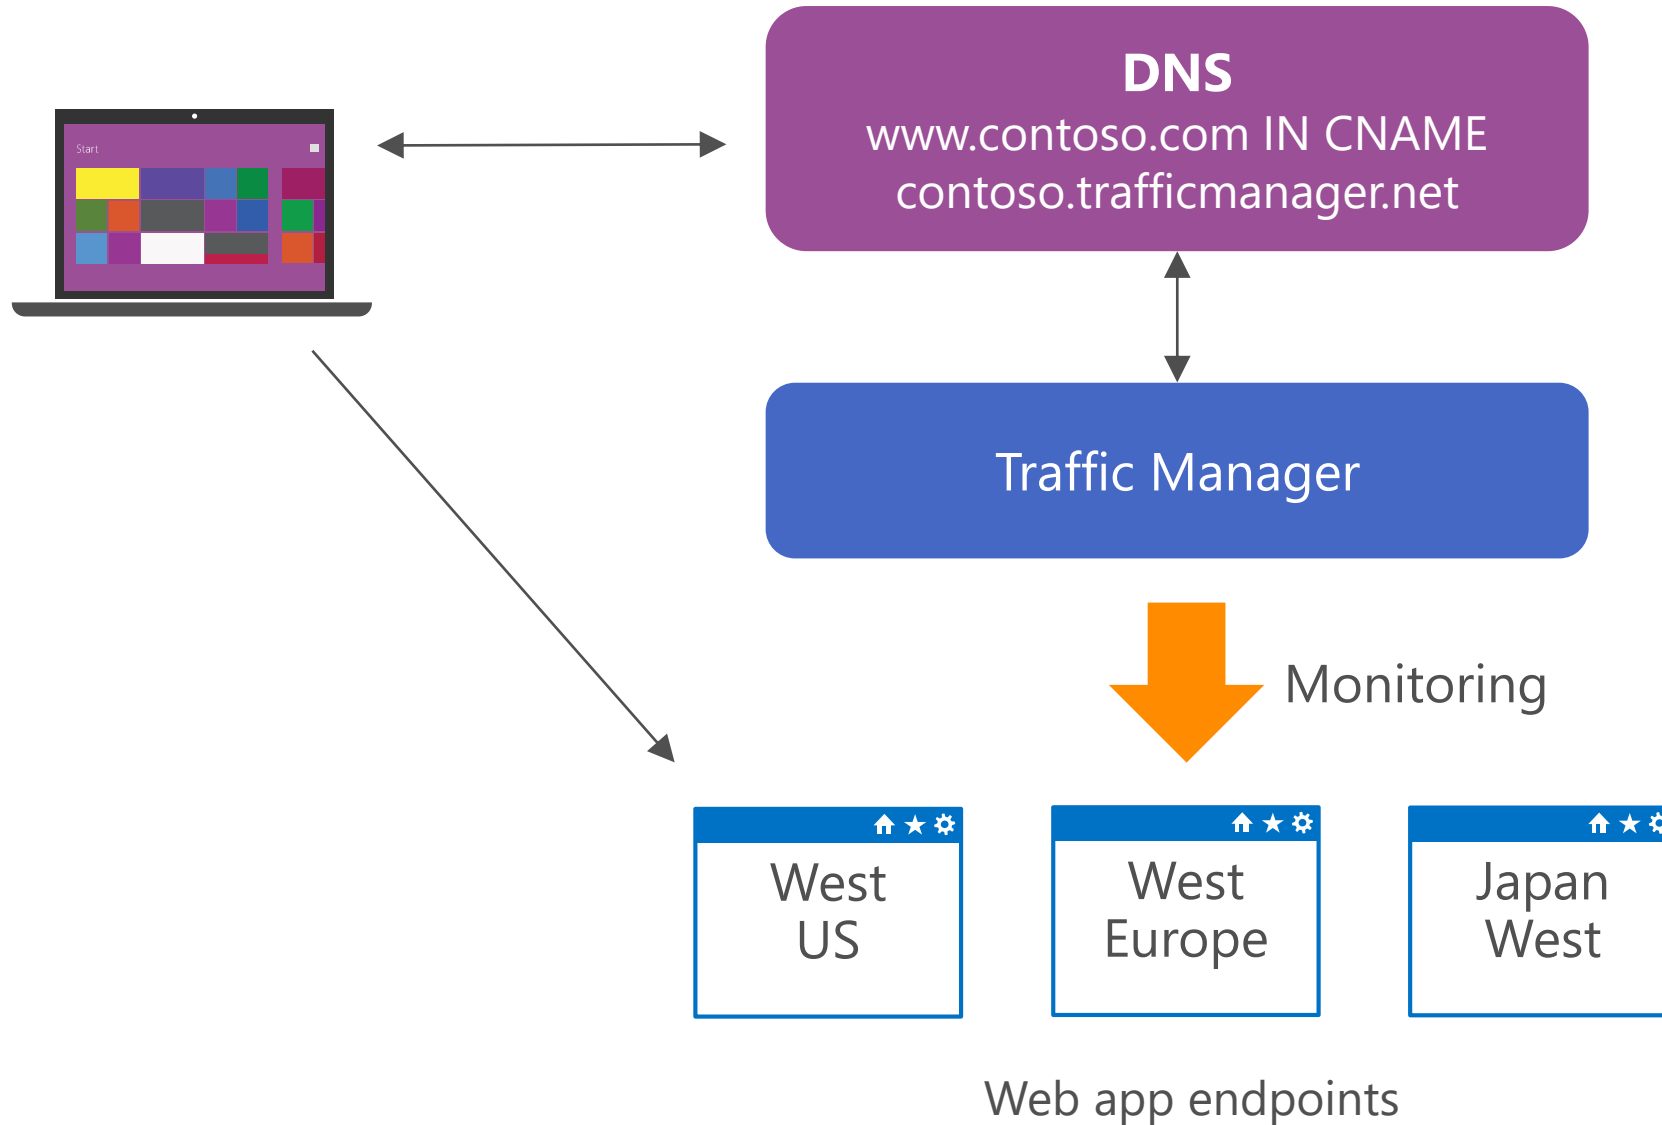 Start
DNS
www.contoso.com IN CNAME
contoso.trafficmanager.net
Traffic Manager
Monitoring
West
US
West
Europe
Japan
West
Web app endpoints